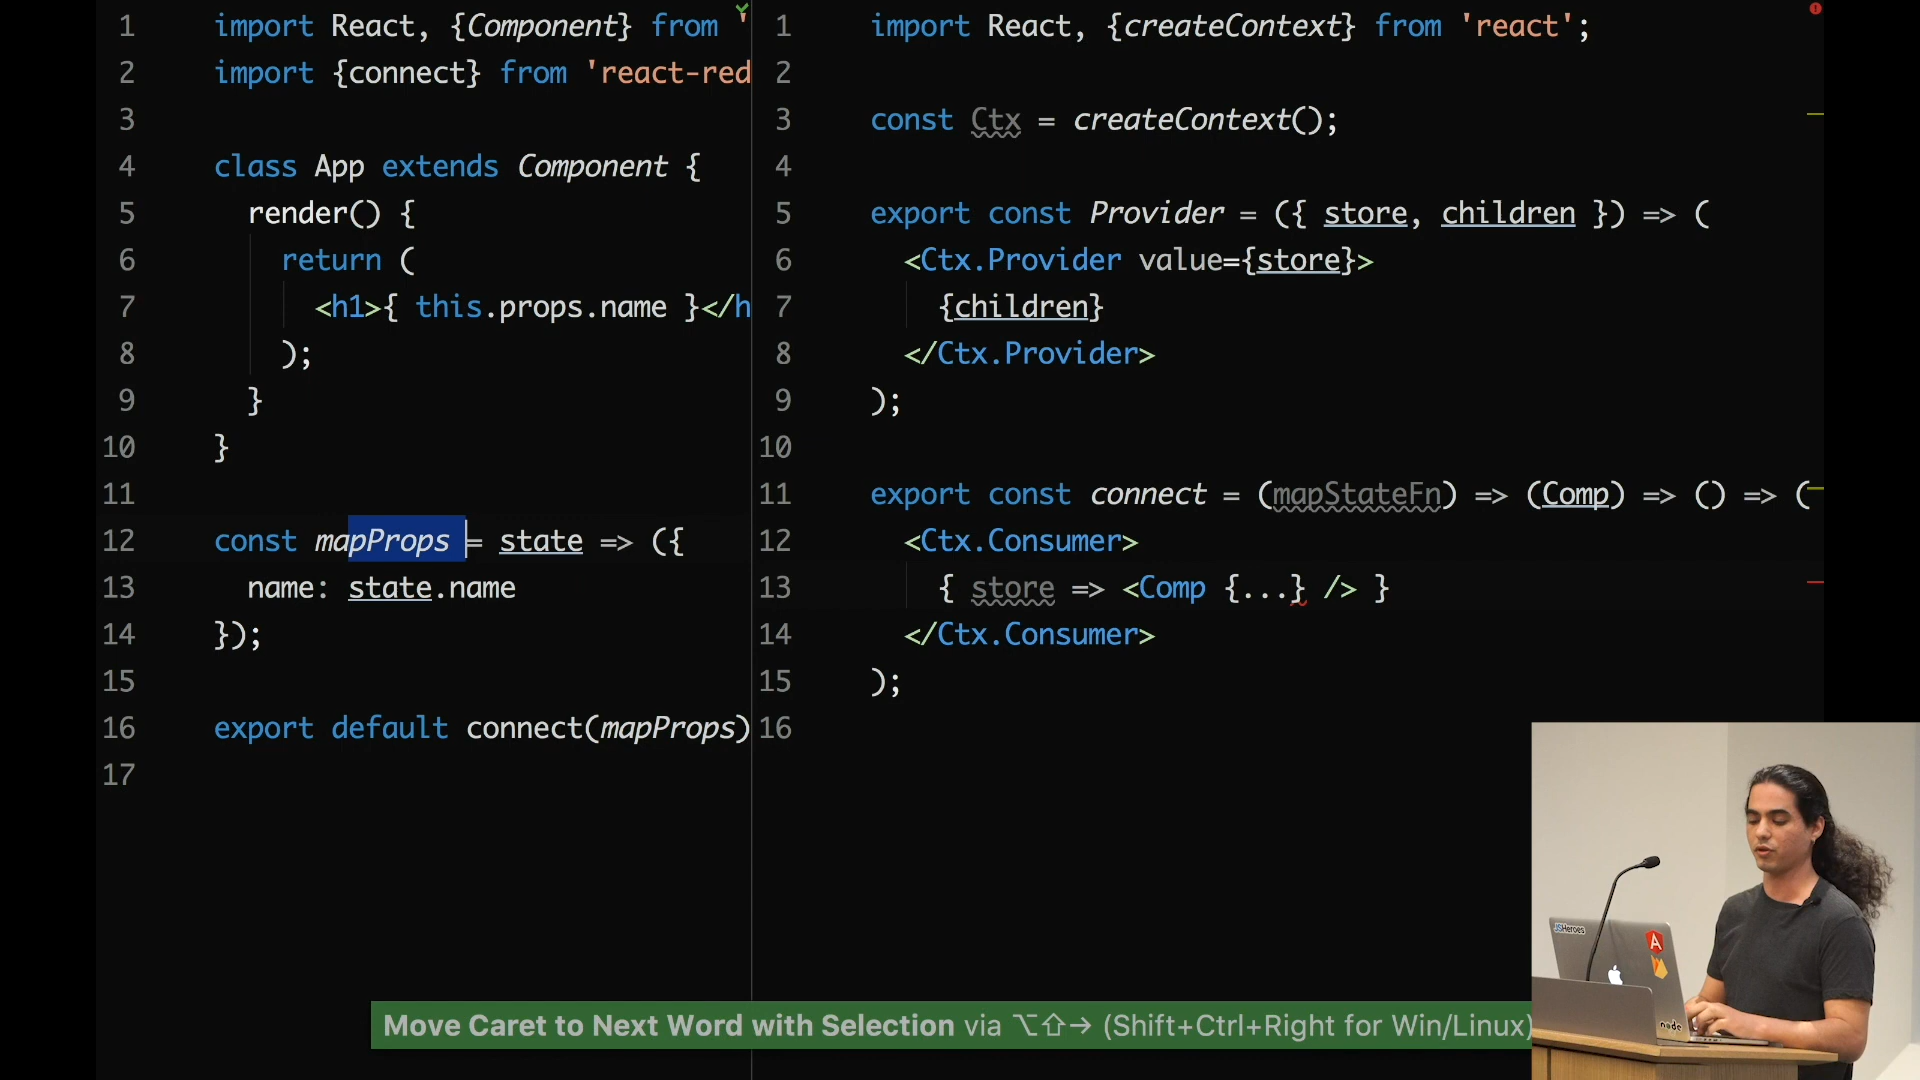 1 import React, {Component} from '
2 import {connect} from 'react-red
3
4 class App extends Component {
5 render() {
6 return (
7 <h1>{ this.props.name }</h
8 );
9 }
10 }
11
12 const mapProps = state => ({
13 name: state.name
14 });
15
16 export default connect(mapProps)
17
1 import React, {createContext} from 'react';
2
3 const Ctx = createContext();
4
5 export const Provider = ({ store, children }) => (
6 <Ctx.Provider value={store}>
7 {children}
8 </Ctx.Provider>
9 );
10
11 export const connect = (mapStateFn) => (Comp) => () => (
12 <Ctx.Consumer>
13 { store => <Comp {...} /> }
14 </Ctx.Consumer>
15 );
16
Move Caret to Next Word with Selection via ⌥⇧→ (Shift+Ctrl+Right for Win/Linux)
JSHeroes
A
node